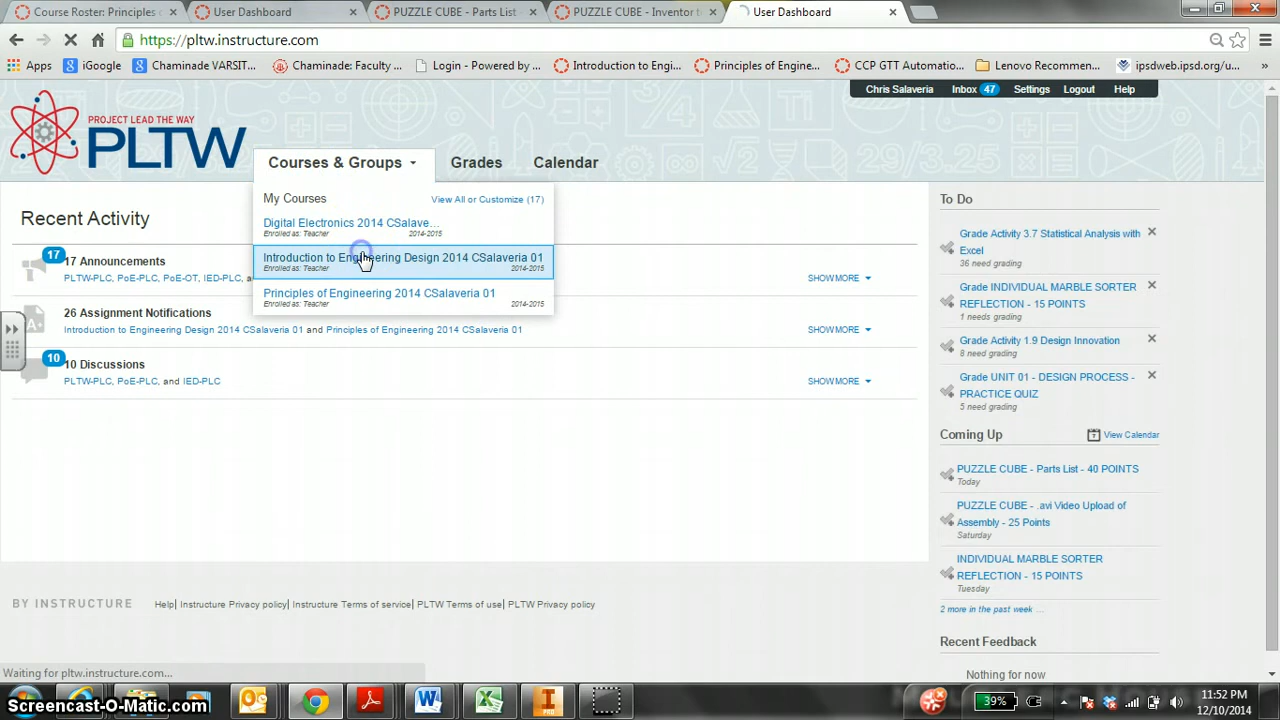 Course Roster: Principles c
User Dashboard
PUZZLE CUBE - Parts List -
PUZZLE CUBE - Inventor t
User Dashboard
https://pltw.instructure.com
Apps
iGoogle
Chaminade VARSIT...
Chaminade: Faculty ...
Login - Powered by ...
Introduction to Engi...
Principles of Engine...
CCP GTT Automatio...
Lenovo Recommen...
ipsdweb.ipsd.org/u...
Chris Salaveria Inbox 47 Settings Logout Help
PROJECT LEAD THE WAY
PLTW
Courses & Groups
Grades
Calendar
My Courses
View All or Customize (17)
Digital Electronics 2014 CSalave...
Enrolled as: Teacher 2014-2015
Introduction to Engineering Design 2014 CSalaveria 01
Enrolled as: Teacher 2014-2015
Principles of Engineering 2014 CSalaveria 01
Enrolled as: Teacher 2014-2015
Recent Activity
17
17 Announcements
PLTW-PLC, PoE-PLC, PoE-OT, IED-PLC,
SHOW MORE
26 Assignment Notifications
Introduction to Engineering Design 2014 CSalaveria 01 and Principles of Engineering 2014 CSalaveria 01
SHOW MORE
10
10 Discussions
PLTW-PLC, PoE-PLC, and IED-PLC
SHOW MORE
To Do
Grade Activity 3.7 Statistical Analysis with
Excel
36 need grading
Grade INDIVIDUAL MARBLE SORTER
REFLECTION - 15 POINTS
1 needs grading
Grade Activity 1.9 Design Innovation
8 need grading
Grade UNIT 01 - DESIGN PROCESS -
PRACTICE QUIZ
5 need grading
Coming Up
View Calendar
PUZZLE CUBE - Parts List - 40 POINTS
Today
PUZZLE CUBE - .avi Video Upload of
Assembly - 25 Points
Saturday
INDIVIDUAL MARBLE SORTER
REFLECTION - 15 POINTS
Tuesday
2 more in the past week ...
Recent Feedback
Nothing for now
BY INSTRUCTURE
Help| Instructure Privacy policy| Instructure Terms of service| PLTW Terms of use| PLTW Privacy policy
Waiting for pltw.instructure.com...
Screencast-O-Matic.com
39%
11:52 PM
12/10/2014